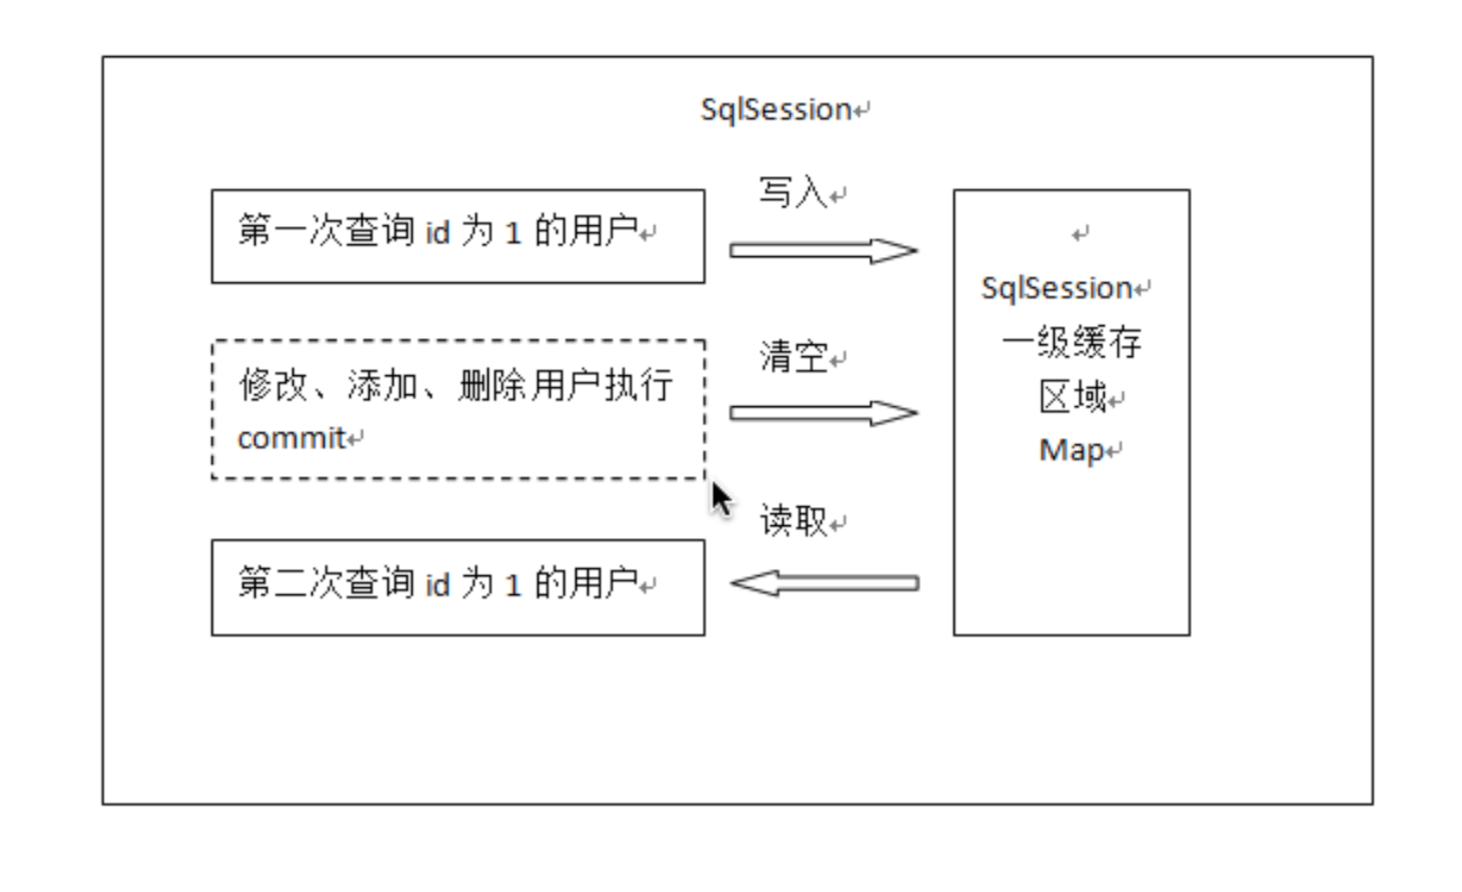 SqlSession
写入
第一次查询 id 为 1 的用户
SqlSession
一级缓存
区域
Map
清空
修改、添加、删除用户执行
commit
读取
第二次查询 id 为 1 的用户